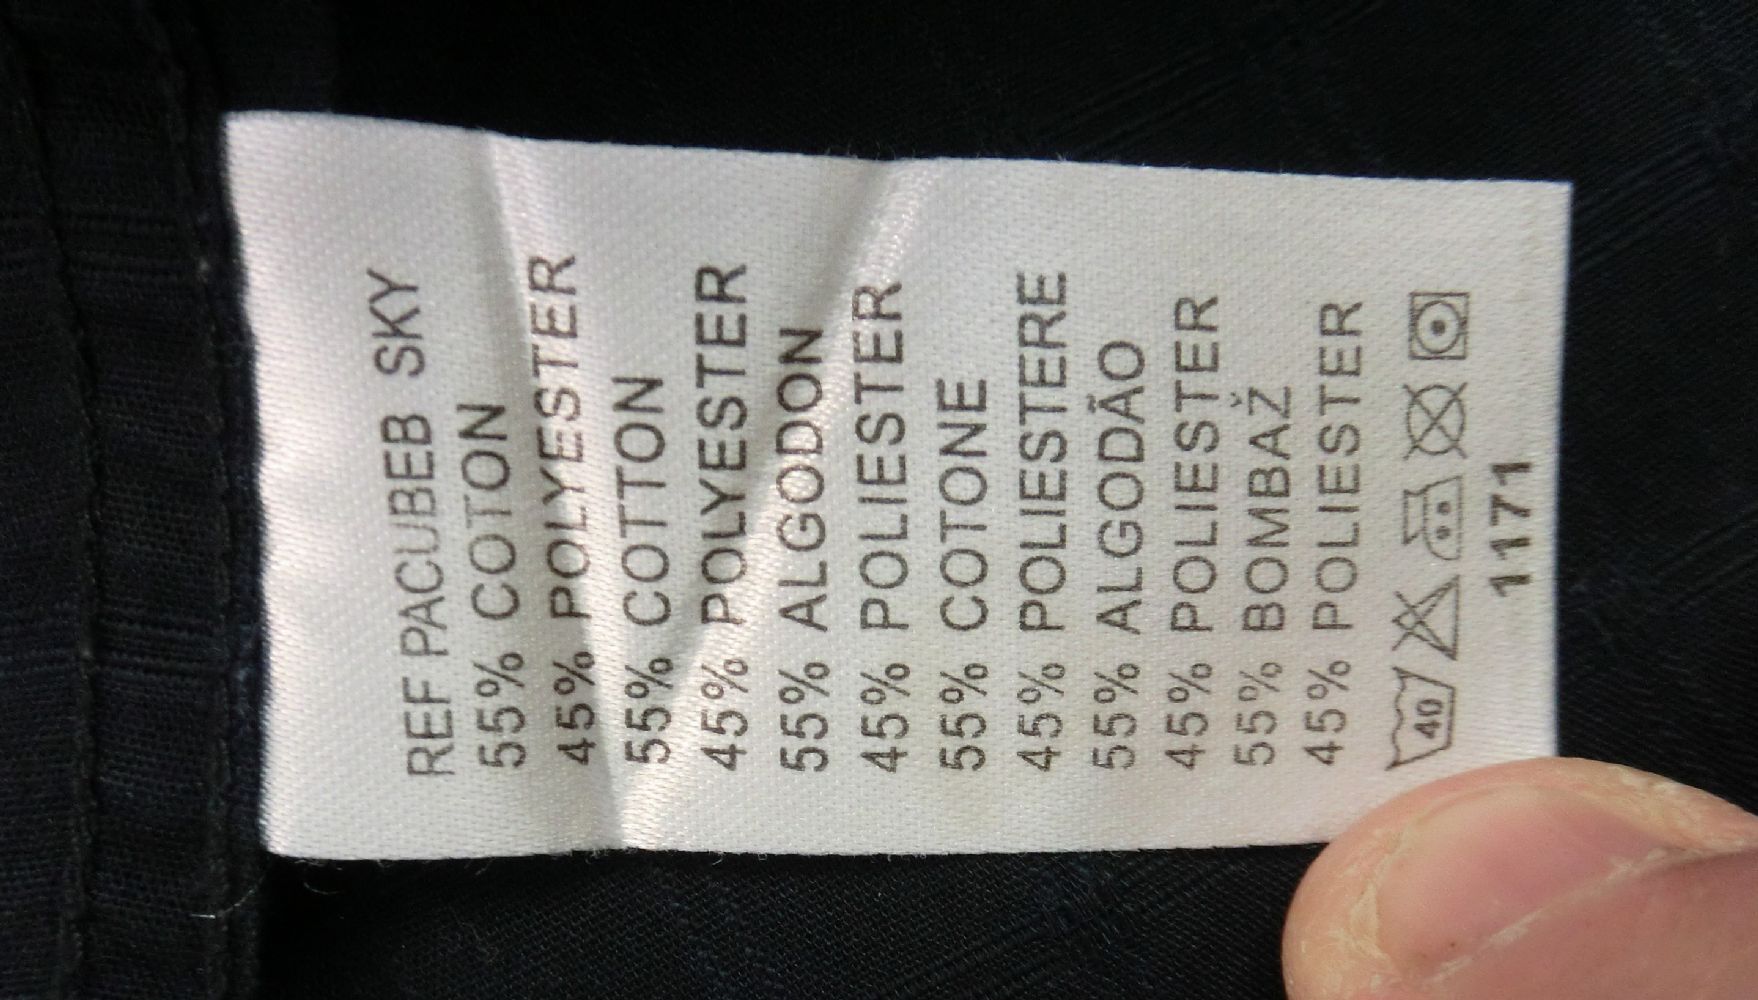 REF PACUBEB SKY
55% COTON
45% POLYESTER
55% COTTON
45% POLYESTER
55% ALGODON
45% POLIESTER
55% COTONE
45% POLIESTERE
55% ALGODÃO
45% POLIESTER
55% BOMBAŽ
45% POLIESTER
40
1171